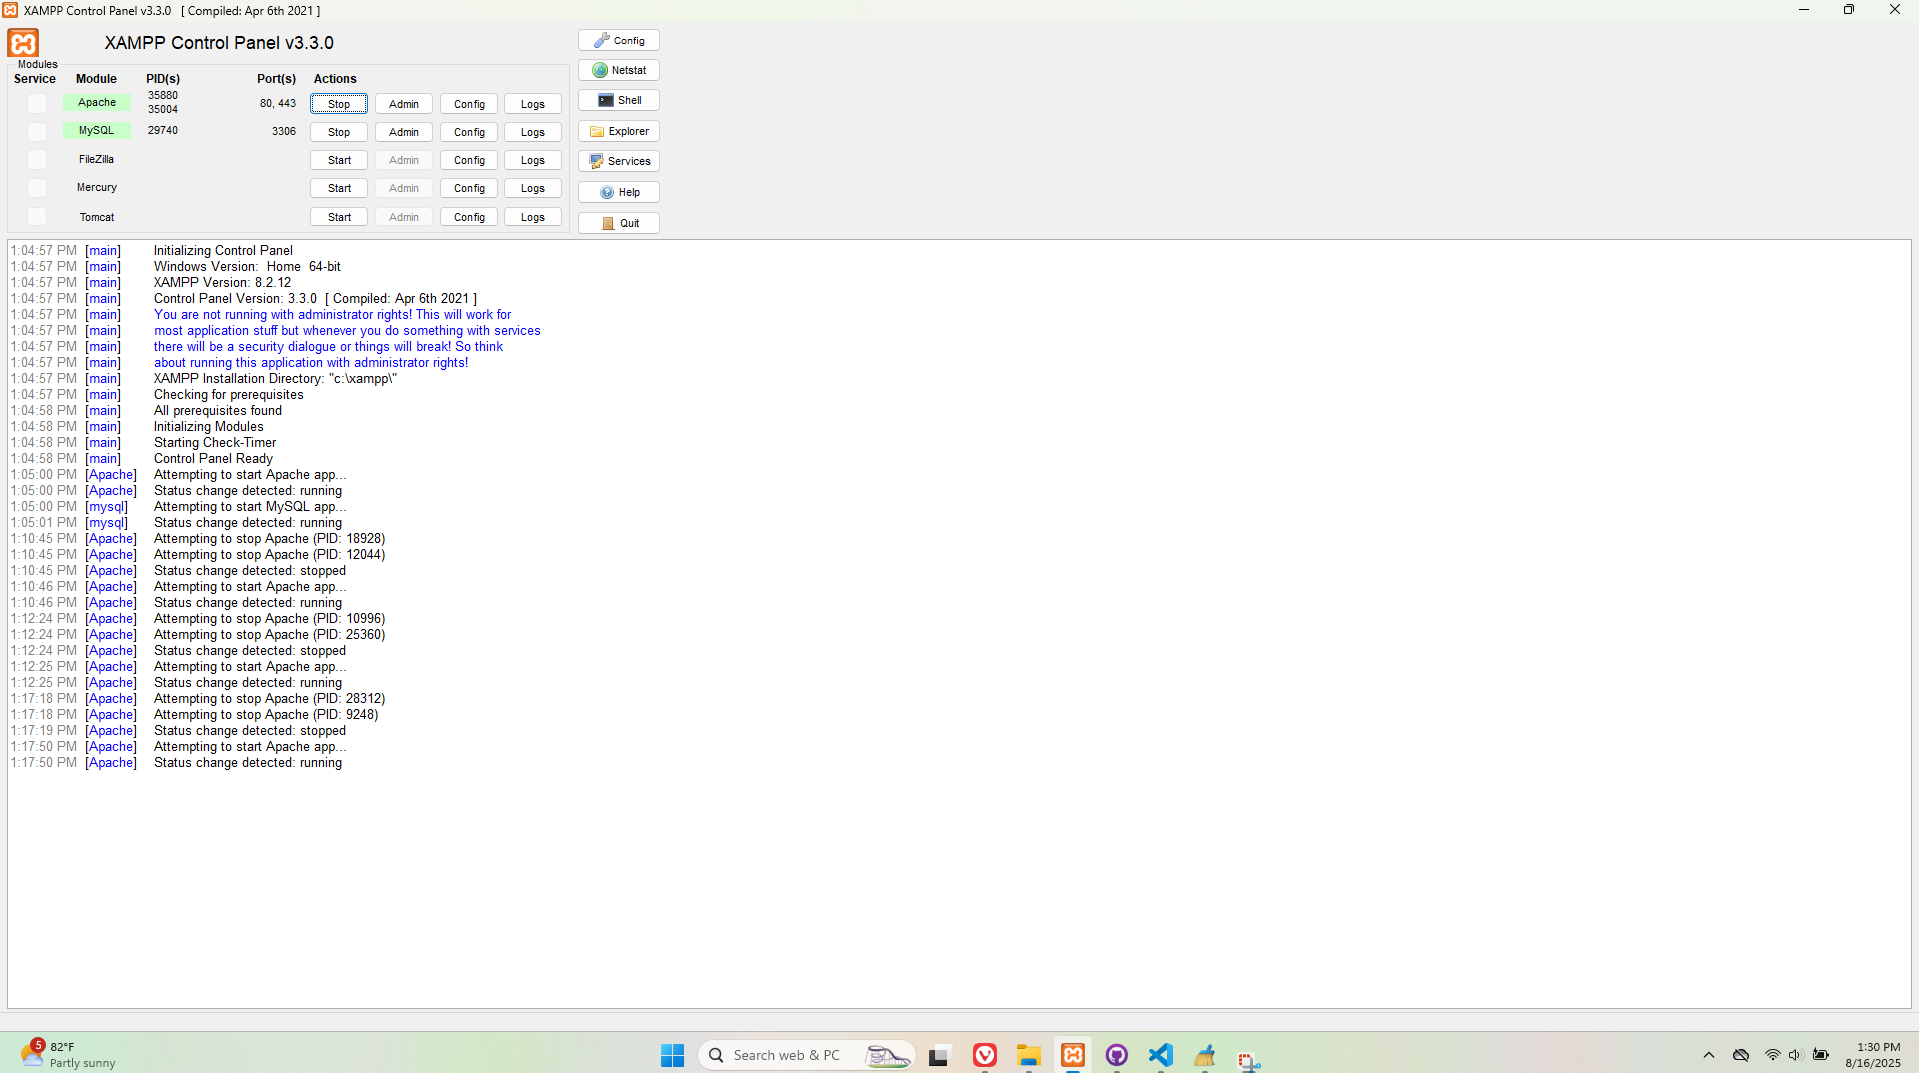 XAMPP Control Panel v3.3.0   [ Compiled: Apr 6th 2021 ]
XAMPP Control Panel v3.3.0
Config
Modules
Service Module PID(s) Port(s) Actions
Netstat
Apache 35880 35004 80, 443 Stop Admin Config Logs
Shell
MySQL 29740 3306 Stop Admin Config Logs
Explorer
FileZilla Start Admin Config Logs
Services
Mercury Start Admin Config Logs
Help
Tomcat Start Admin Config Logs
Quit
1:04:57 PM [main] Initializing Control Panel
1:04:57 PM [main] Windows Version:  Home  64-bit
1:04:57 PM [main] XAMPP Version: 8.2.12
1:04:57 PM [main] Control Panel Version: 3.3.0  [ Compiled: Apr 6th 2021 ]
1:04:57 PM [main] You are not running with administrator rights! This will work for
1:04:57 PM [main] most application stuff but whenever you do something with services
1:04:57 PM [main] there will be a security dialogue or things will break! So think
1:04:57 PM [main] about running this application with administrator rights!
1:04:57 PM [main] XAMPP Installation Directory: "c:\xampp\"
1:04:57 PM [main] Checking for prerequisites
1:04:58 PM [main] All prerequisites found
1:04:58 PM [main] Initializing Modules
1:04:58 PM [main] Starting Check-Timer
1:04:58 PM [main] Control Panel Ready
1:05:00 PM [Apache] Attempting to start Apache app...
1:05:00 PM [Apache] Status change detected: running
1:05:00 PM [mysql] Attempting to start MySQL app...
1:05:01 PM [mysql] Status change detected: running
1:10:45 PM [Apache] Attempting to stop Apache (PID: 18928)
1:10:45 PM [Apache] Attempting to stop Apache (PID: 12044)
1:10:45 PM [Apache] Status change detected: stopped
1:10:46 PM [Apache] Attempting to start Apache app...
1:10:46 PM [Apache] Status change detected: running
1:12:24 PM [Apache] Attempting to stop Apache (PID: 10996)
1:12:24 PM [Apache] Attempting to stop Apache (PID: 25360)
1:12:24 PM [Apache] Status change detected: stopped
1:12:25 PM [Apache] Attempting to start Apache app...
1:12:25 PM [Apache] Status change detected: running
1:17:18 PM [Apache] Attempting to stop Apache (PID: 28312)
1:17:18 PM [Apache] Attempting to stop Apache (PID: 9248)
1:17:19 PM [Apache] Status change detected: stopped
1:17:50 PM [Apache] Attempting to start Apache app...
1:17:50 PM [Apache] Status change detected: running
5
82°F
Partly sunny
Search web & PC
1:30 PM
8/16/2025